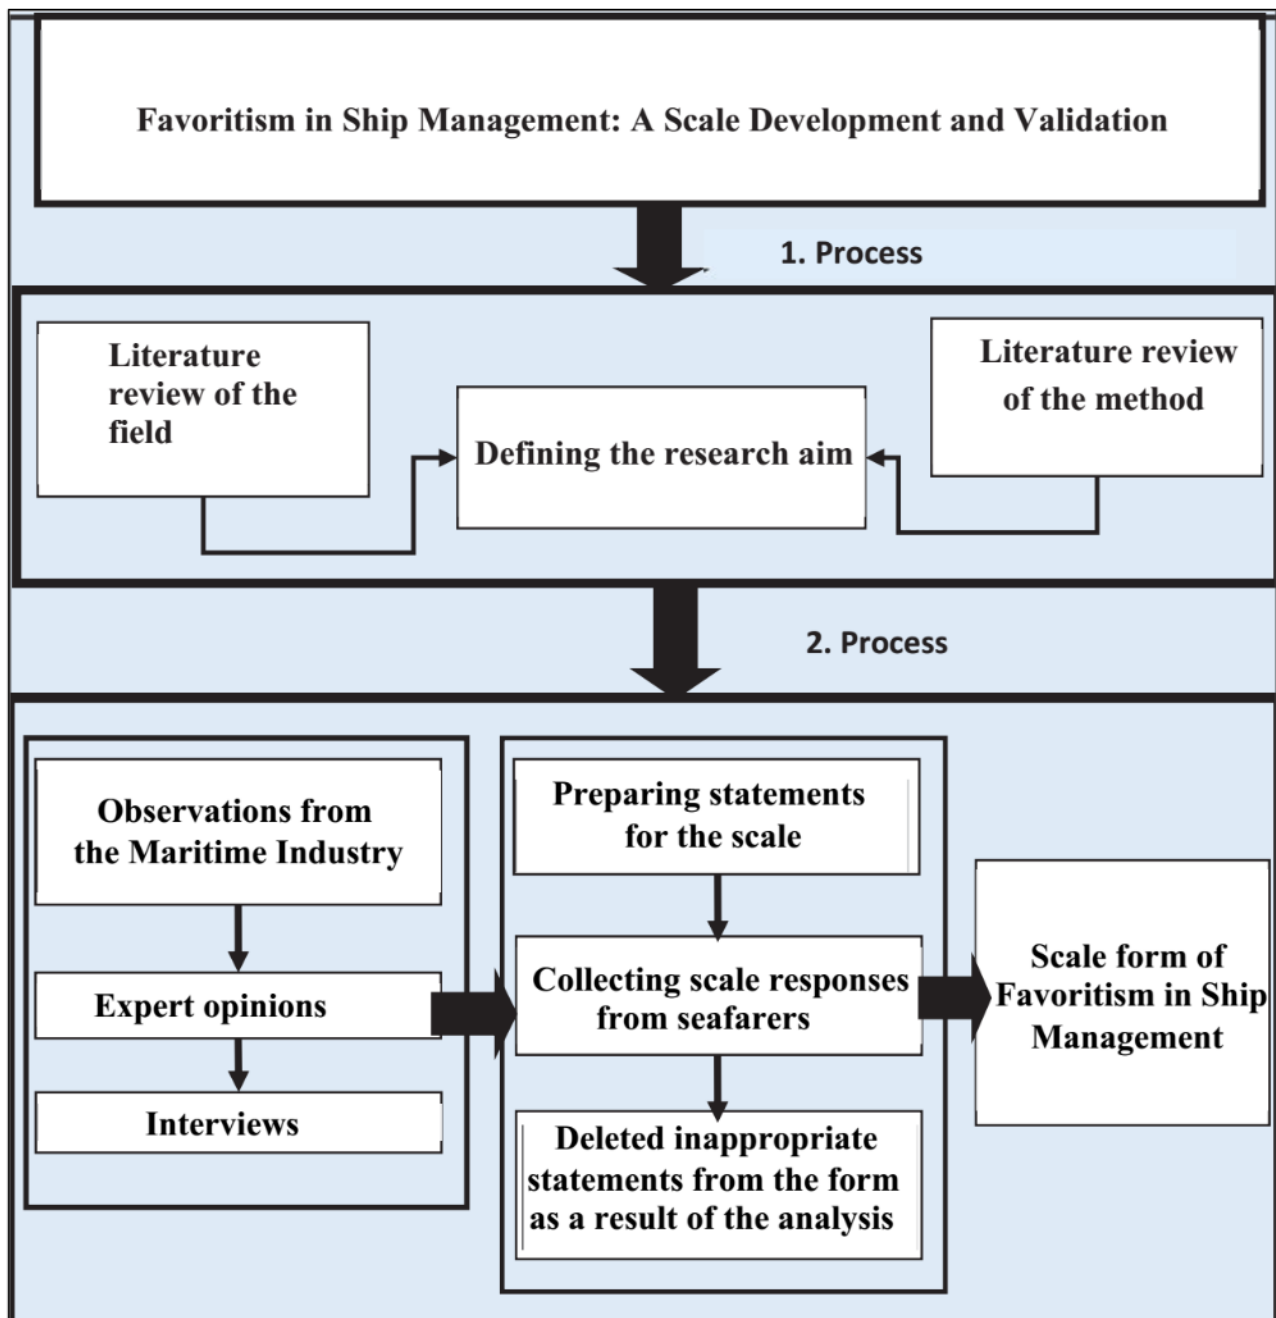 Favoritism in Ship Management: A Scale Development and Validation
1. Process
Literature
review of the
field
Defining the research aim
Literature review
of the method
2. Process
Observations from
the Maritime Industry
Expert opinions
Interviews
Preparing statements
for the scale
Collecting scale responses
from seafarers
Deleted inappropriate
statements from the form
as a result of the analysis
Scale form of
Favoritism in Ship
Management